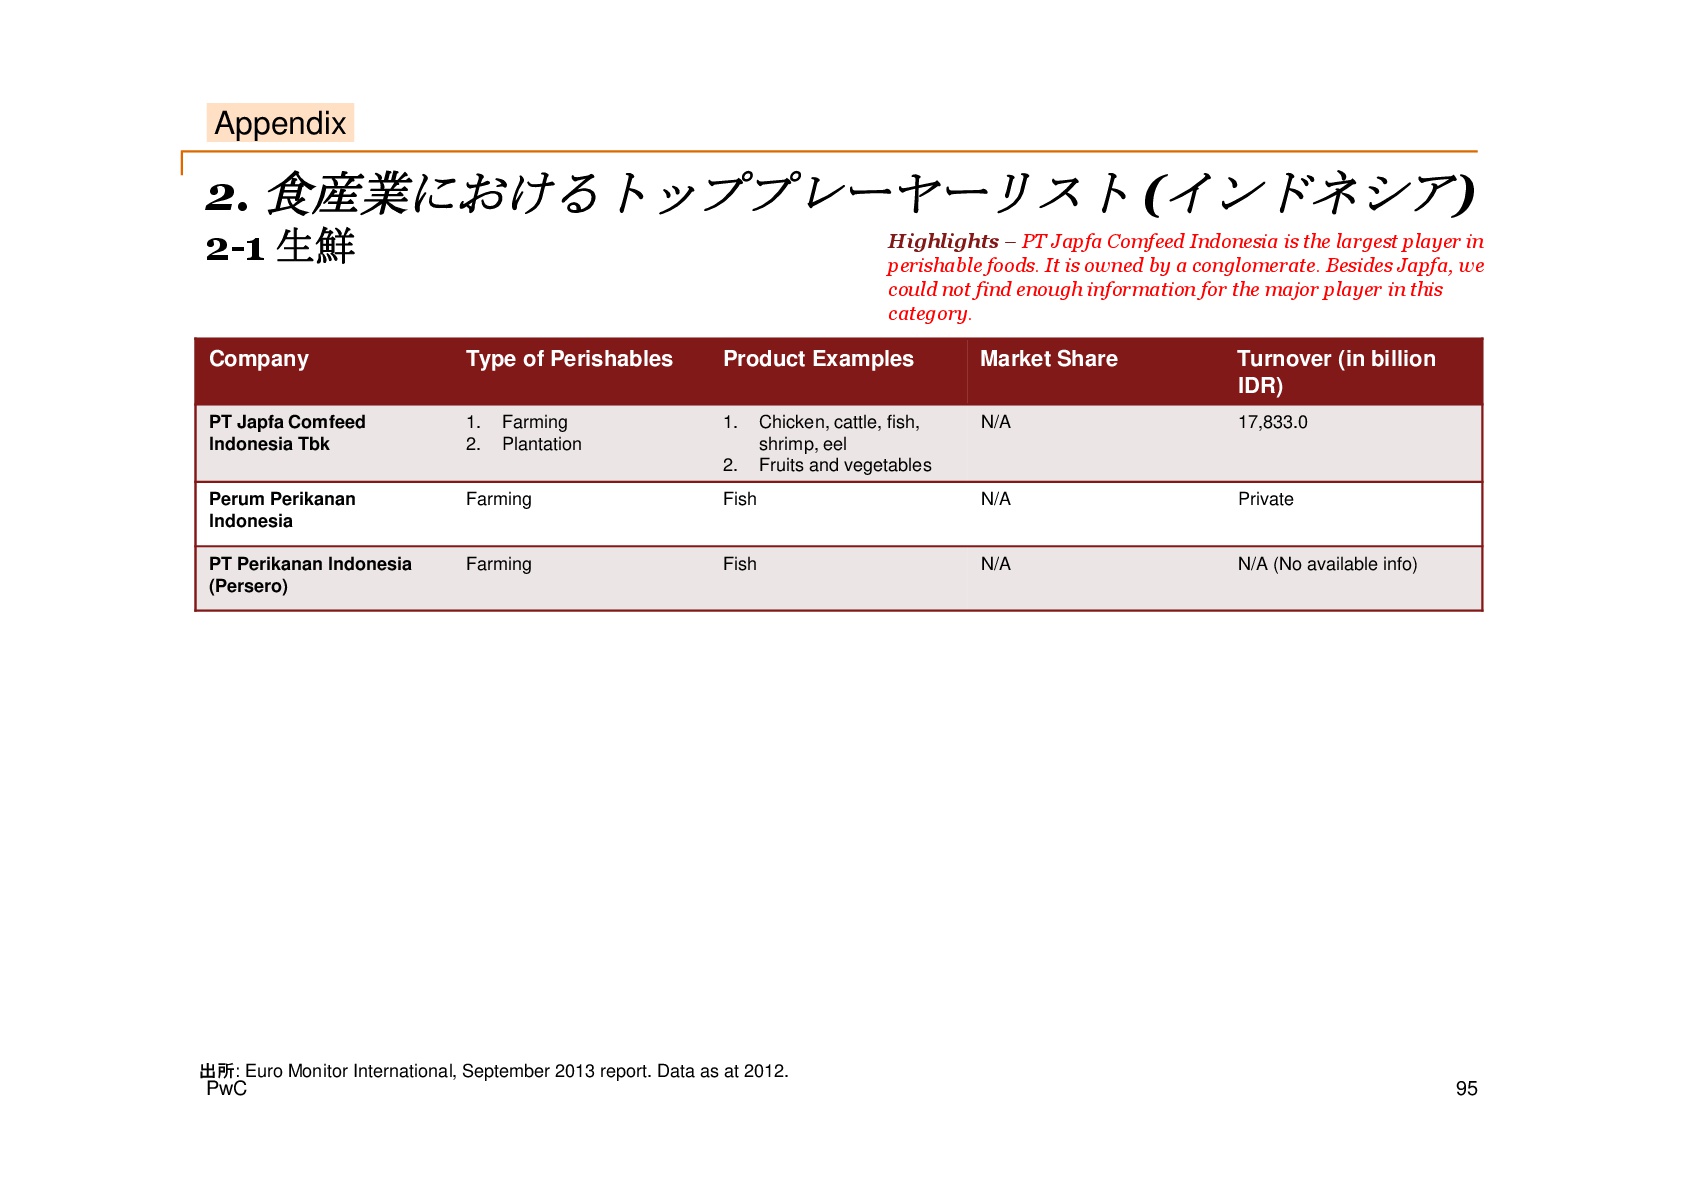 Appendix
2. 食産業におけるトッププレーヤーリスト(インドネシア)
2-1 生鮮
Highlights – PT Japfa Comfeed Indonesia is the largest player in
perishable foods. It is owned by a conglomerate. Besides Japfa, we
could not find enough information for the major player in this
category.
Company Type of Perishables Product Examples Market Share Turnover (in billion
IDR)
PT Japfa Comfeed 1. Farming 1. Chicken, cattle, fish, N/A 17,833.0
Indonesia Tbk 2. Plantation shrimp, eel
2. Fruits and vegetables
Perum Perikanan Farming Fish N/A Private
Indonesia
PT Perikanan Indonesia Farming Fish N/A N/A (No available info)
(Persero)
出所: Euro Monitor International, September 2013 report. Data as at 2012.
PwC 95